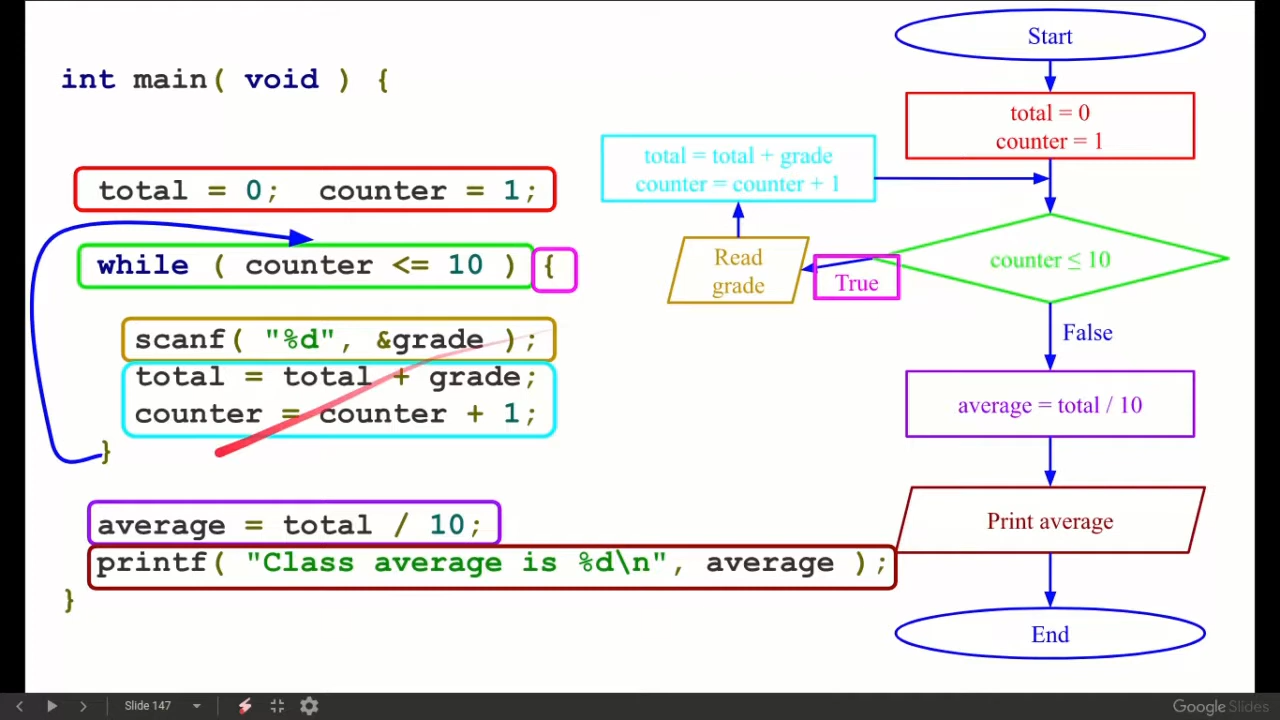 int main( void ) {
total = 0; counter = 1;
while ( counter <= 10 ) {
scanf( "%d", &grade );
total = total + grade;
counter = counter + 1;
}
average = total / 10;
printf( "Class average is %d\n", average );
}
Start
total = 0
counter = 1
total = total + grade
counter = counter + 1
Read
grade
True
counter ≤ 10
False
average = total / 10
Print average
End
Slide 147
Google Slides